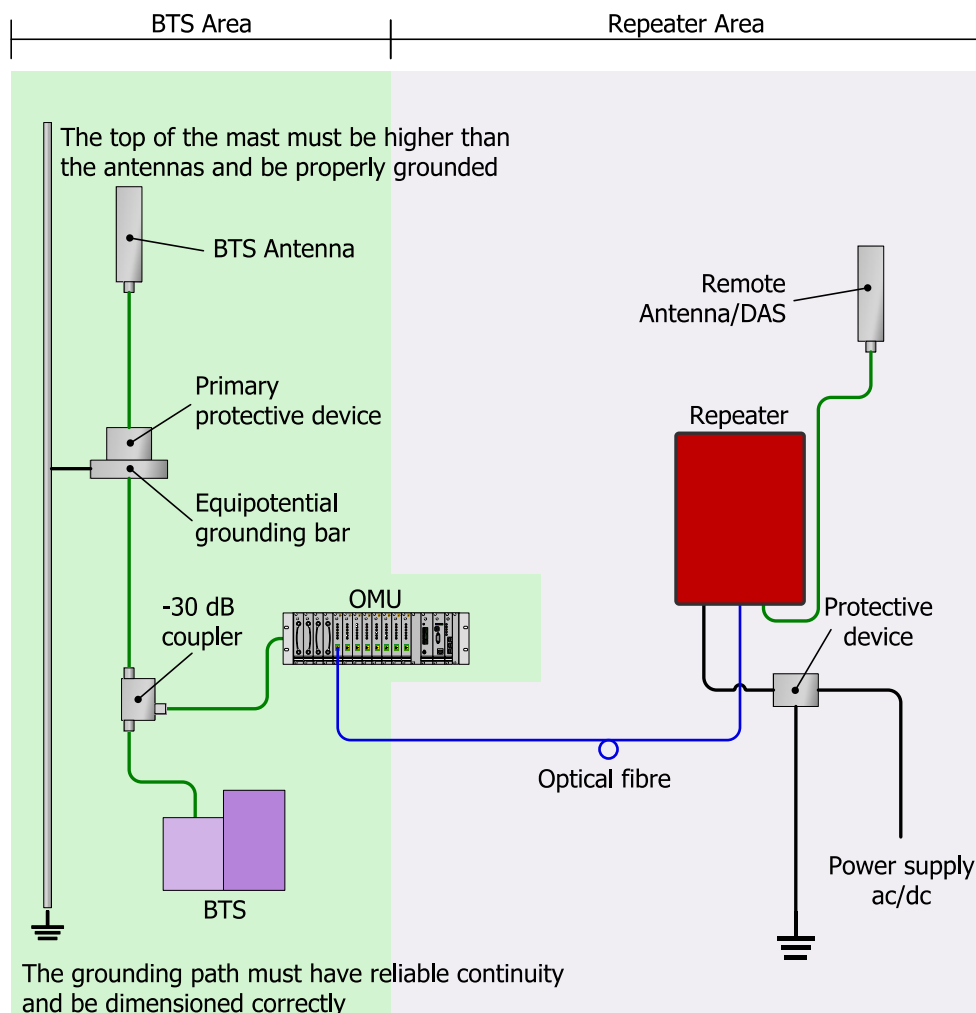 BTS Area
Repeater Area
The top of the mast must be higher than
the antennas and be properly grounded
BTS Antenna
Remote
Antenna/DAS
Primary
protective device
Repeater
Equipotential
grounding bar
-30 dB
coupler
OMU
Protective
device
Optical fibre
Power supply
ac/dc
BTS
The grounding path must have reliable continuity
and be dimensioned correctly